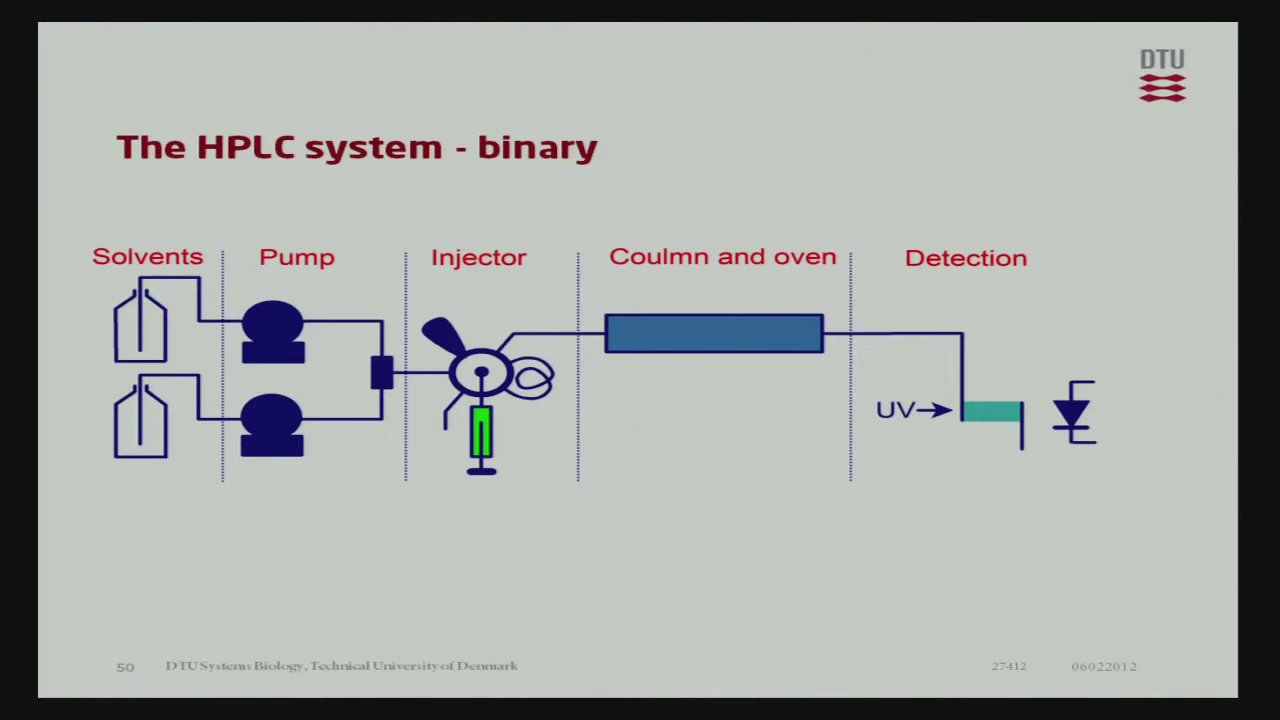 DTU
The HPLC system - binary
Solvents Pump Injector Coulmn and oven Detection
UV
50 DTU Systems Biology, Technical University of Denmark 27412 06022012